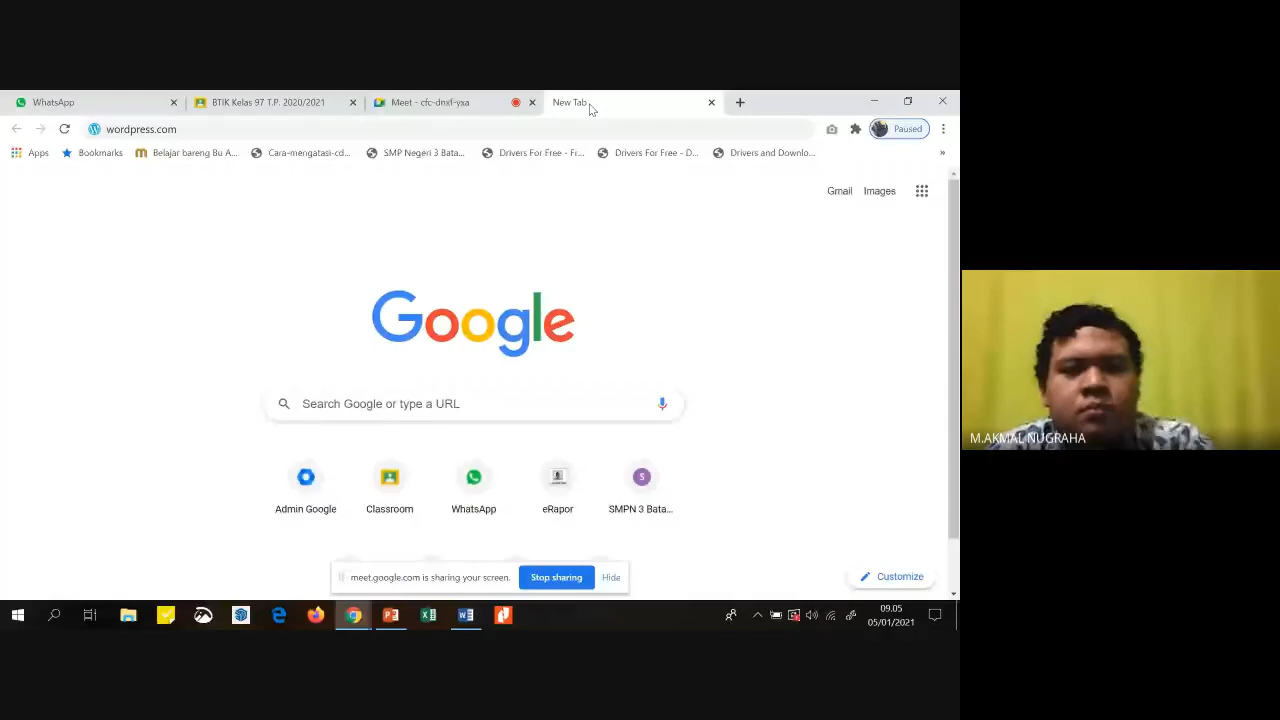 WhatsApp
BTIK Kelas 97 T.P. 2020/2021
Meet - cfc-dnxf-yxa
New Tab
wordpress.com
Paused
Apps
Bookmarks
Belajar bareng Bu A...
Cara-mengatasi-cd...
SMP Negeri 3 Bata...
Drivers For Free - Fr...
Drivers For Free - D...
Drivers and Downlo...
»
Gmail
Images
Google
Search Google or type a URL
Admin Google
Classroom
WhatsApp
eRapor
SMPN 3 Bata...
meet.google.com is sharing your screen.
Stop sharing
Hide
Customize
M.AKMAL NUGRAHA
09.05
05/01/2021